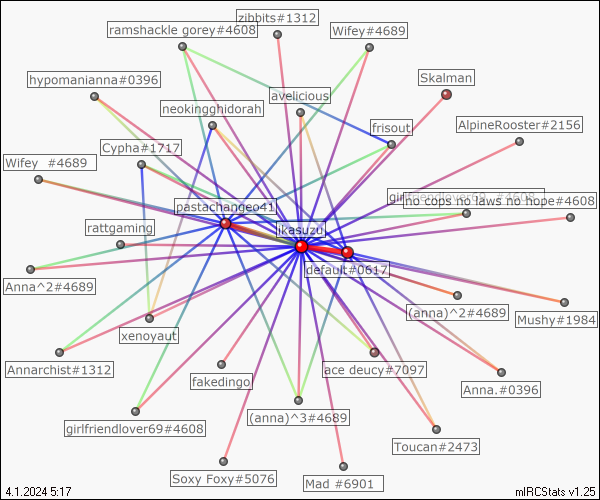 zibbits#1312
ramshackle gorey#4608
Wifey#4689
Skalman
hypomanianna#0396
avelicious
neokingghidorah
frisout
AlpineRooster#2156
Cypha#1717
Wifey #4689
girlfriendlover69 #4608
no cops no laws no hope#4608
pastachangeo41
rattgaming
ikasuzu
default#0617
Anna^2#4689
(anna)^2#4689
Mushy#1984
xenoyaut
Annarchist#1312
fakedingo
ace deucy#7097
Anna.#0396
girlfriendlover69#4608
(anna)^3#4689
Toucan#2473
Soxy Foxy#5076
Mad #6901
4.1.2024 5:17
mIRCStats v1.25